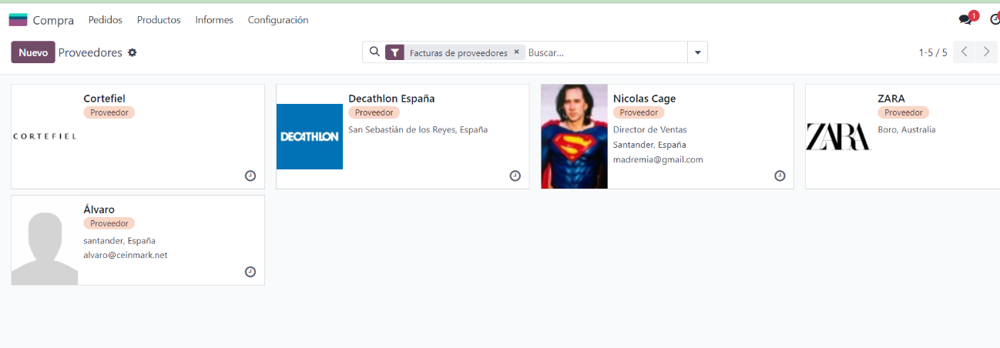 Compra Pedidos Productos Informes Configuración 1
Nuevo Proveedores Facturas de proveedores × Buscar... 1-5 / 5
Cortefiel
Proveedor
CORTEFIEL
Decathlon España
Proveedor
San Sebastián de los Reyes, España
DECATHLON
Nicolas Cage
Proveedor
Director de Ventas
Santander, España
madremia@gmail.com
ZARA
Proveedor
Boro, Australia
ZARA
Álvaro
Proveedor
santander, España
alvaro@ceinmark.net